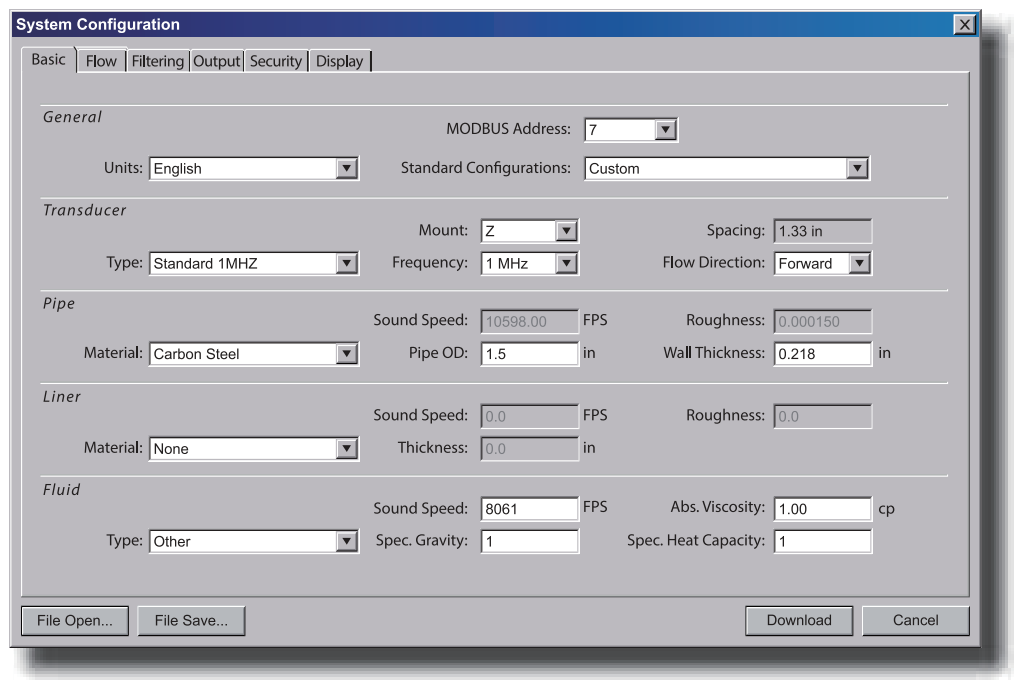 System Configuration
Basic Flow Filtering Output Security Display
General
MODBUS Address: 7
Units: English Standard Configurations: Custom
Transducer
Mount: Z Spacing: 1.33 in
Type: Standard 1MHZ Frequency: 1 MHz Flow Direction: Forward
Pipe
Sound Speed: 10598.00 FPS Roughness: 0.000150
Material: Carbon Steel Pipe OD: 1.5 in Wall Thickness: 0.218 in
Liner
Sound Speed: 0.0 FPS Roughness: 0.0
Material: None Thickness: 0.0 in
Fluid
Sound Speed: 8061 FPS Abs. Viscosity: 1.00 cp
Type: Other Spec. Gravity: 1 Spec. Heat Capacity: 1
File Open... File Save... Download Cancel